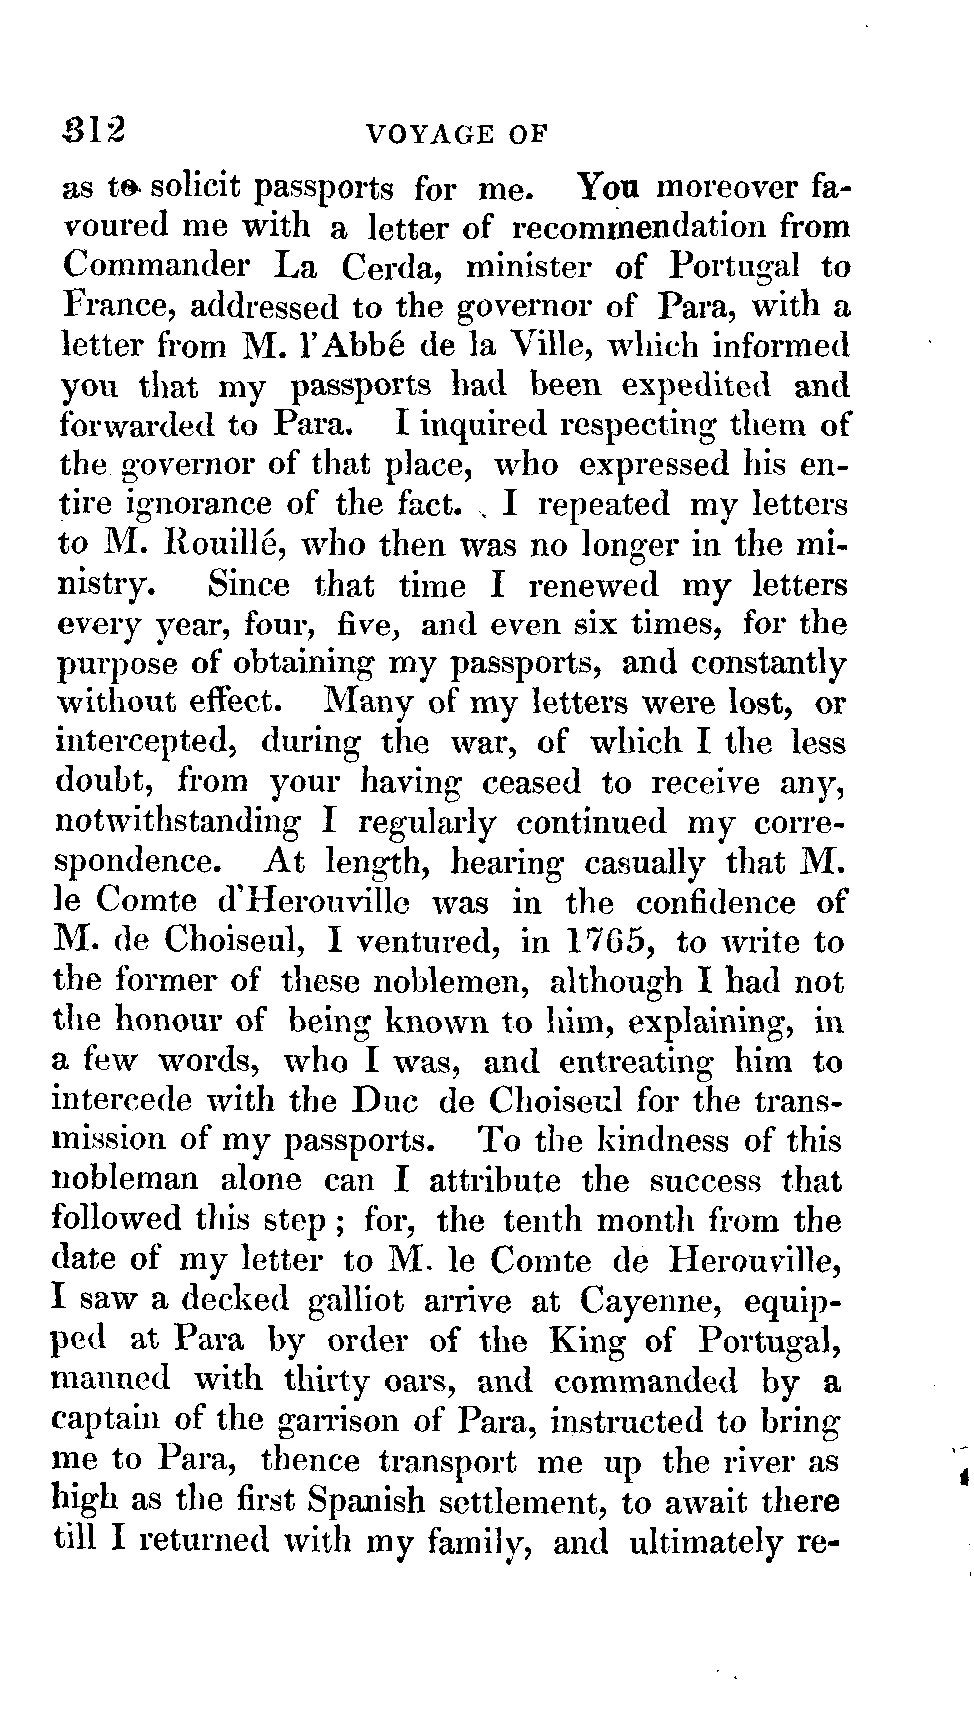 312 VOYAGE OF
as to solicit passports for me. You moreover fa-
voured me with a letter of recommendation from
Commander La Cerda, minister of Portugal to
France, addressed to the governor of Para, with a
letter from M. l'Abbé de la Ville, which informed
you that my passports had been expedited and
forwarded to Para. I inquired respecting them of
the governor of that place, who expressed his en-
tire ignorance of the fact. I repeated my letters
to M. Rouillé, who then was no longer in the mi-
nistry. Since that time I renewed my letters
every year, four, five, and even six times, for the
purpose of obtaining my passports, and constantly
without effect. Many of my letters were lost, or
intercepted, during the war, of which I the less
doubt, from your having ceased to receive any,
notwithstanding I regularly continued my corre-
spondence. At length, hearing casually that M.
le Comte d'Herouville was in the confidence of
M. de Choiseul, I ventured, in 1765, to write to
the former of these noblemen, although I had not
the honour of being known to him, explaining, in
a few words, who I was, and entreating him to
intercede with the Duc de Choiseul for the trans-
mission of my passports. To the kindness of this
nobleman alone can I attribute the success that
followed this step ; for, the tenth month from the
date of my letter to M. le Comte de Herouville,
I saw a decked galliot arrive at Cayenne, equip-
ped at Para by order of the King of Portugal,
manned with thirty oars, and commanded by a
captain of the garrison of Para, instructed to bring
me to Para, thence transport me up the river as
high as the first Spanish settlement, to await there
till I returned with my family, and ultimately re-